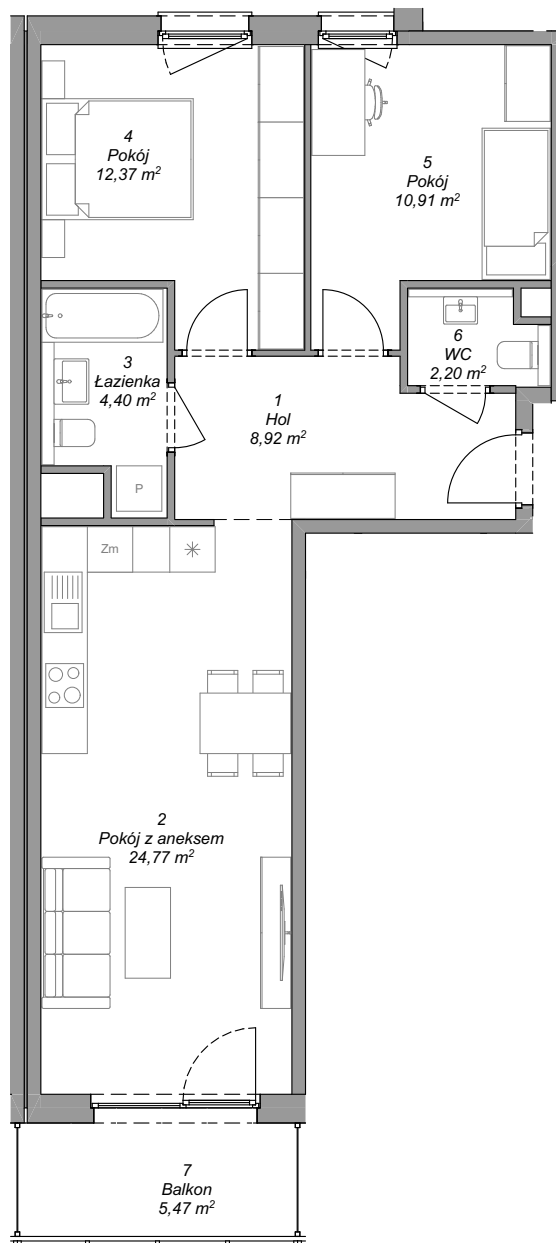 4
Pokój
12,37 m²
5
Pokój
10,91 m²
6
WC
2,20 m²
3
Łazienka
4,40 m²
1
Hol
8,92 m²
P
Zm
2
Pokój z aneksem
24,77 m²
7
Balkon
5,47 m²